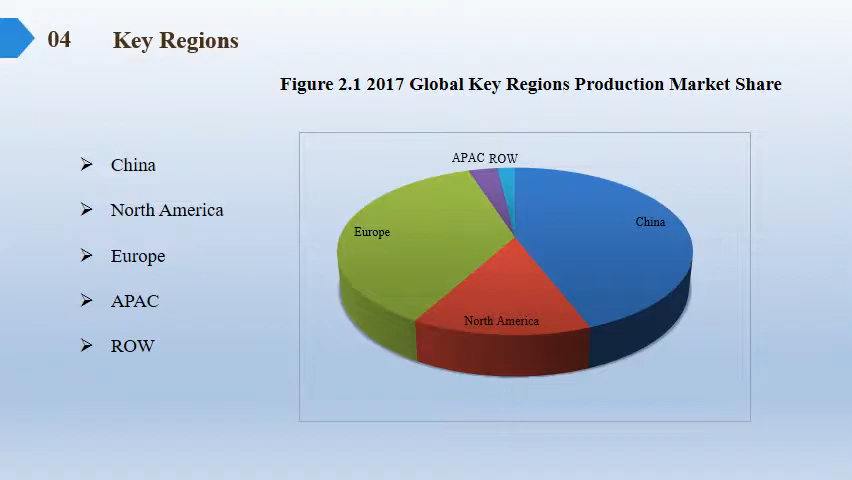 04 Key Regions
Figure 2.1 2017 Global Key Regions Production Market Share
China
North America
Europe
APAC
ROW
APAC ROW
China
Europe
North America